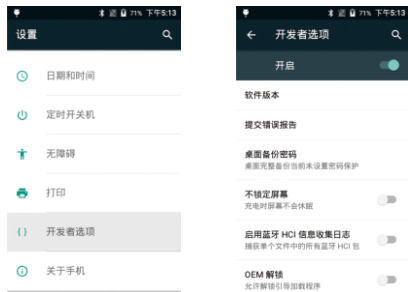 71% 下午5:13
设置
日期和时间
定时开关机
无障碍
打印
{ } 开发者选项
关于手机
71% 下午5:13
开发者选项
开启
软件版本
提交错误报告
桌面备份密码
桌面完整备份当前未设置密码保护
不锁定屏幕
充电时屏幕不会休眠
启用蓝牙 HCI 信息收集日志
捕获单个文件中的所有蓝牙 HCI 包
OEM 解锁
允许解锁引导加载程序